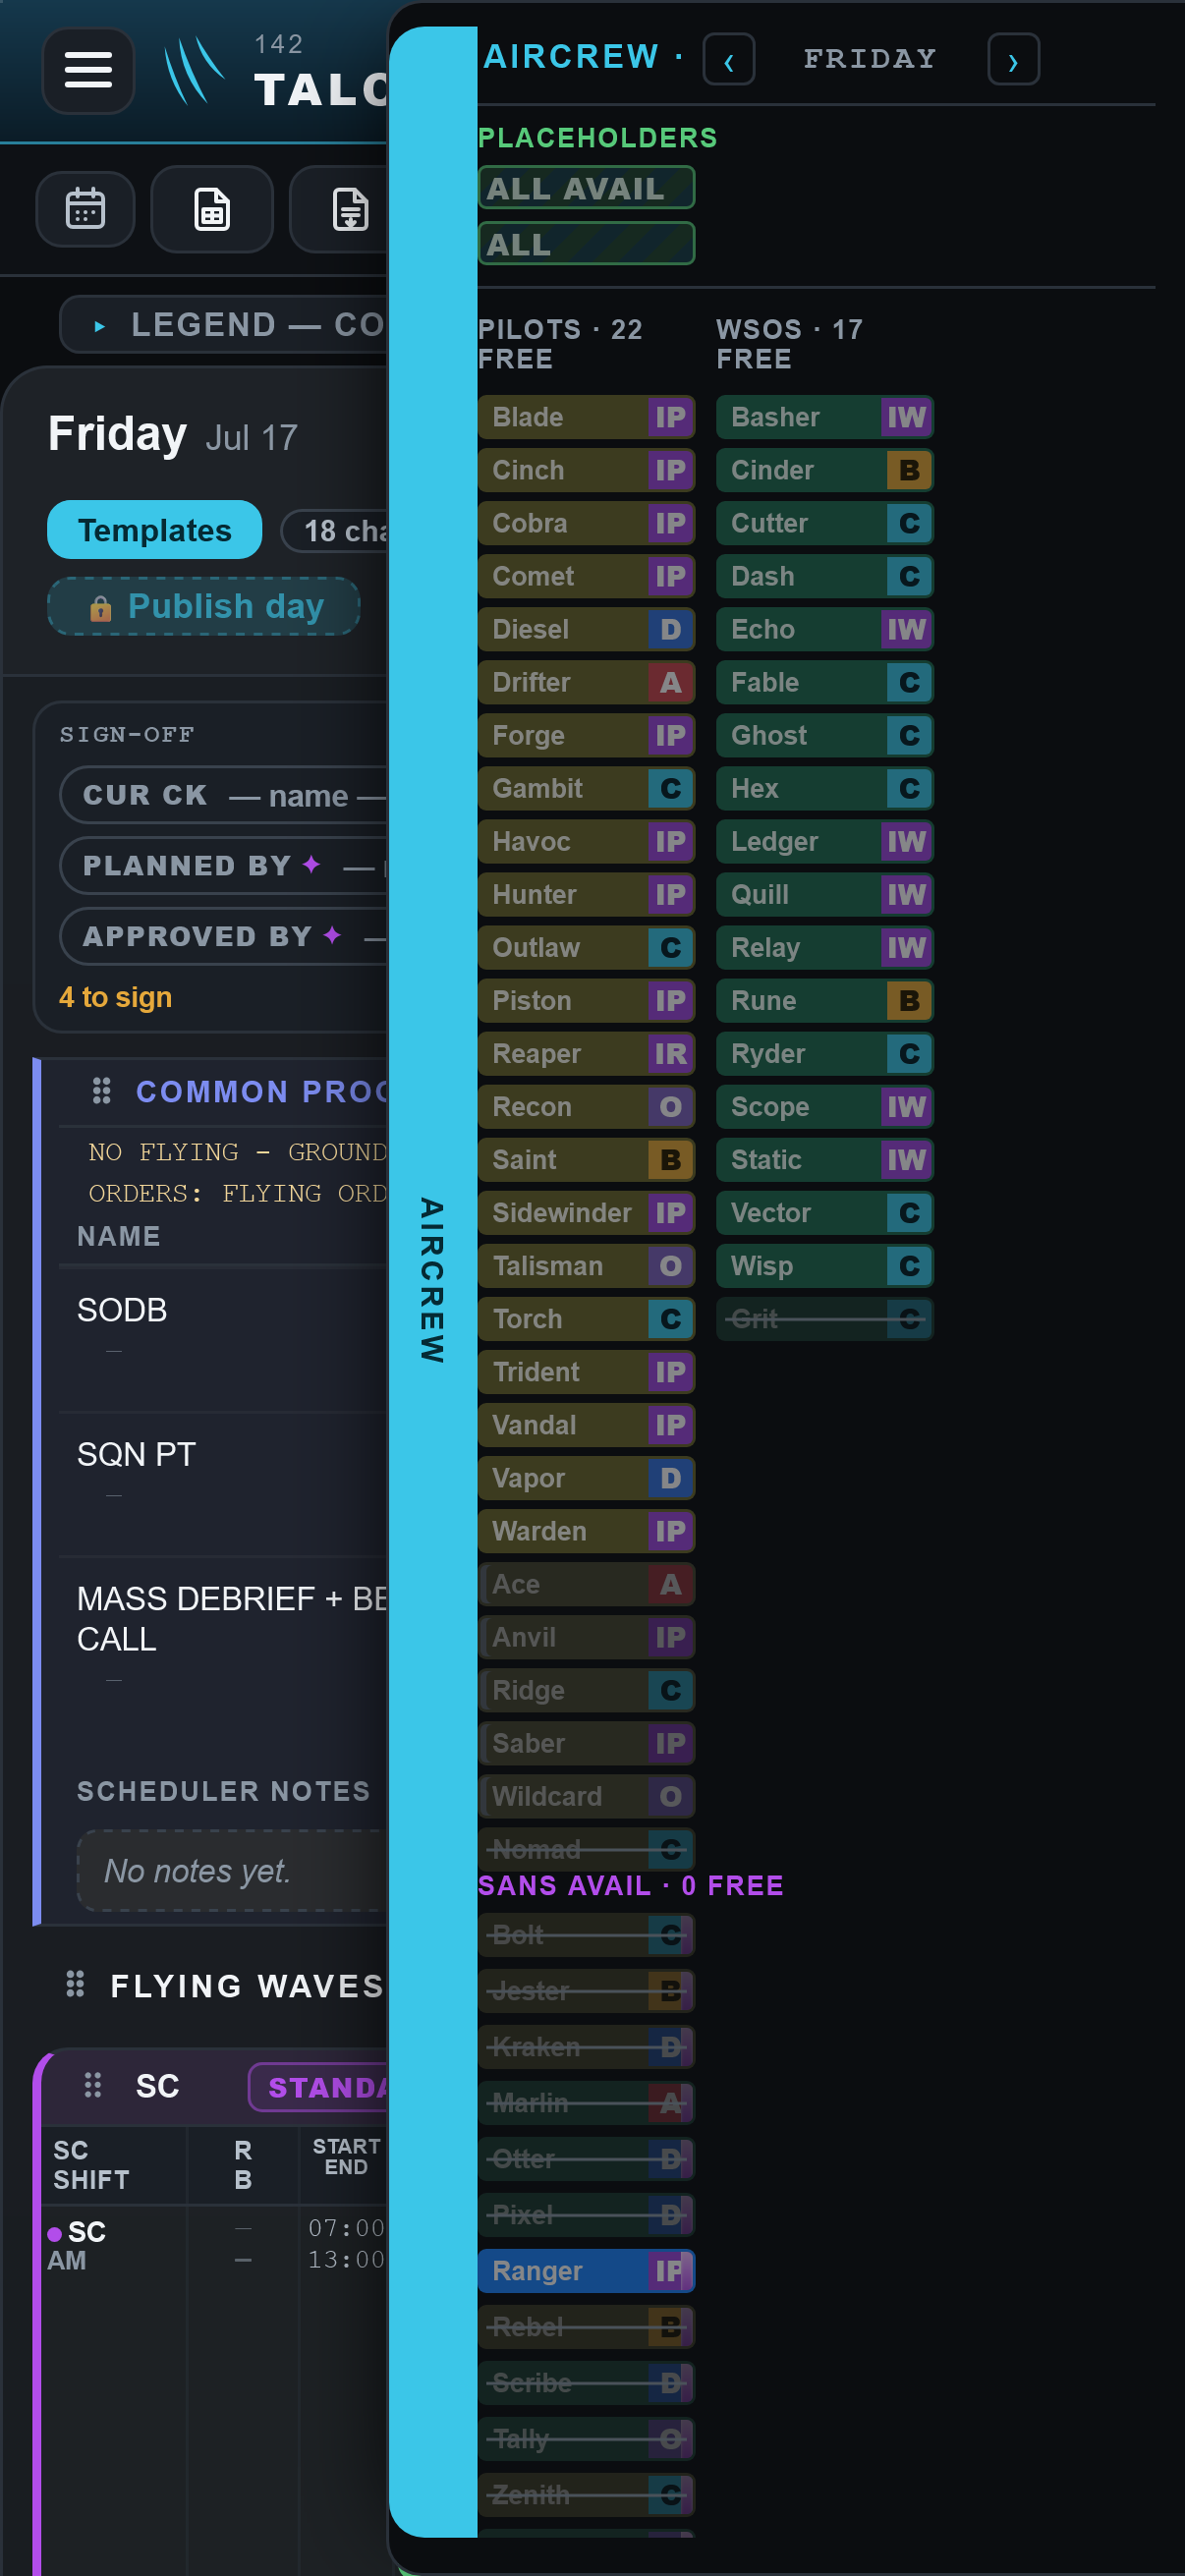 142
TALO
LEGEND — CO
Friday Jul 17
Templates
18 cha
Publish day
SIGN-OFF
CUR CK — name —
PLANNED BY ✦ —
APPROVED BY ✦ —
4 to sign
COMMON PROC
NO FLYING - GROUND
ORDERS: FLYING ORD
NAME
SODB
—
SQN PT
—
MASS DEBRIEF + BE
CALL
—
SCHEDULER NOTES
No notes yet.
FLYING WAVES
SC STANDA
SC
SHIFT
R
B
START
END
SC
AM
—
—
07:00
13:00
AIRCREW
AIRCREW · ‹ FRIDAY ›
PLACEHOLDERS
ALL AVAIL
ALL
PILOTS · 22
FREE
Blade IP
Cinch IP
Cobra IP
Comet IP
Diesel D
Drifter A
Forge IP
Gambit C
Havoc IP
Hunter IP
Outlaw C
Piston IP
Reaper IR
Recon O
Saint B
Sidewinder IP
Talisman O
Torch C
Trident IP
Vandal IP
Vapor D
Warden IP
Ace A
Anvil IP
Ridge C
Saber IP
Wildcard O
Nomad C
WSOS · 17
FREE
Basher IW
Cinder B
Cutter C
Dash C
Echo IW
Fable C
Ghost C
Hex C
Ledger IW
Quill IW
Relay IW
Rune B
Ryder C
Scope IW
Static IW
Vector C
Wisp C
Grit C
SANS AVAIL · 0 FREE
Bolt C
Jester B
Kraken D
Marlin A
Otter D
Pixel D
Ranger IP
Rebel B
Scribe D
Tally O
Zenith C